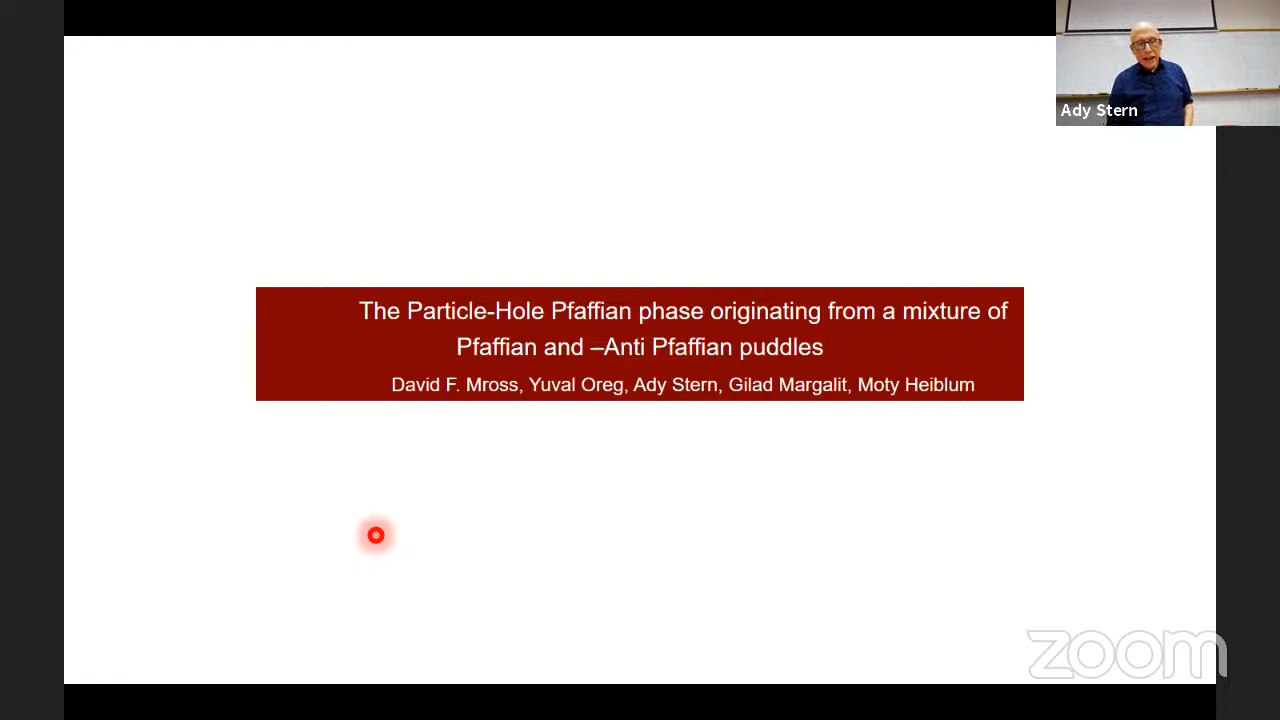 Ady Stern
The Particle-Hole Pfaffian phase originating from a mixture of
Pfaffian and –Anti Pfaffian puddles
David F. Mross, Yuval Oreg, Ady Stern, Gilad Margalit, Moty Heiblum
zoom